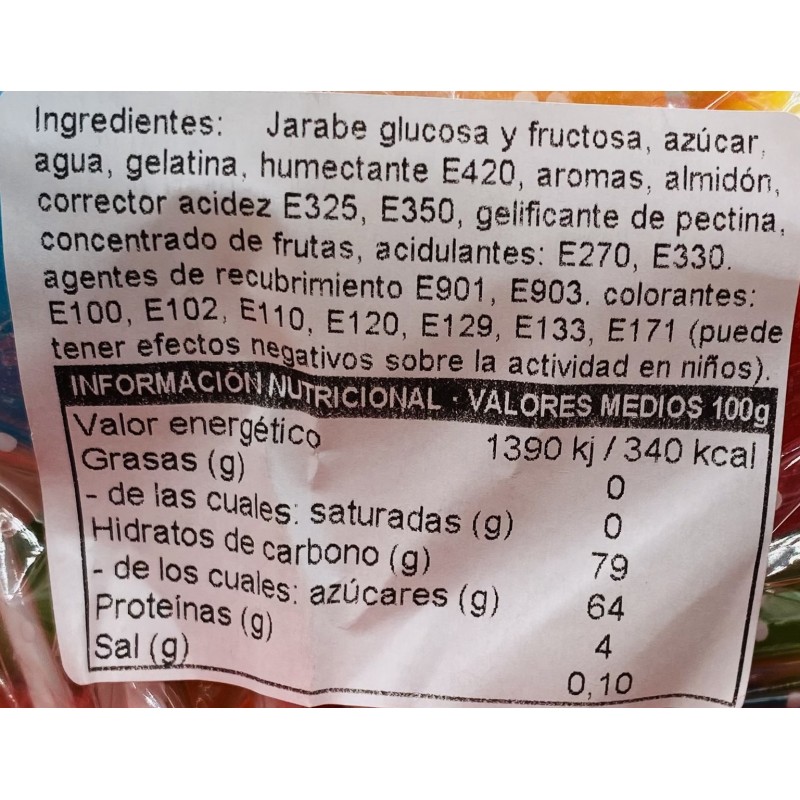 Ingredientes: Jarabe glucosa y fructosa, azúcar,
agua, gelatina, humectante E420, aromas, almidón,
corrector acidez E325, E350, gelificante de pectina,
concentrado de frutas, acidulantes: E270, E330.
agentes de recubrimiento E901, E903. colorantes:
E100, E102, E110, E120, E129, E133, E171 (puede
tener efectos negativos sobre la actividad en niños).
INFORMACIÓN NUTRICIONAL · VALORES MEDIOS 100g
Valor energético 1390 kj / 340 kcal
Grasas (g) 0
- de las cuales: saturadas (g) 0
Hidratos de carbono (g) 79
- de los cuales: azúcares (g) 64
Proteínas (g) 4
Sal (g) 0,10